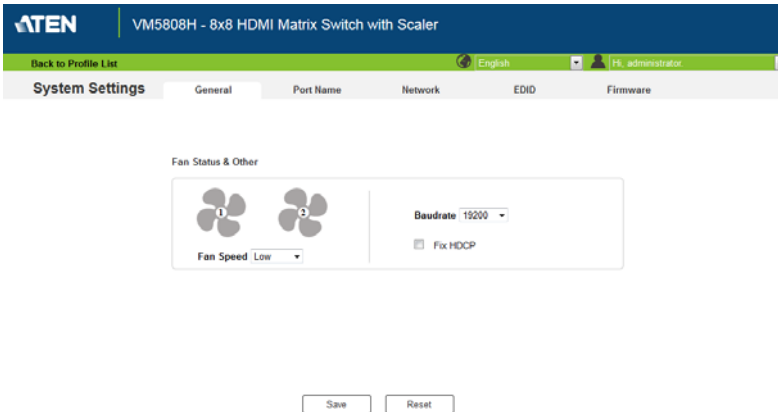 ATEN VM5808H - 8x8 HDMI Matrix Switch with Scaler
Back to Profile List English Hi, administrator
System Settings General Port Name Network EDID Firmware
Fan Status & Other
1 2
Baudrate 19200
Fix HDCP
Fan Speed Low
Save Reset